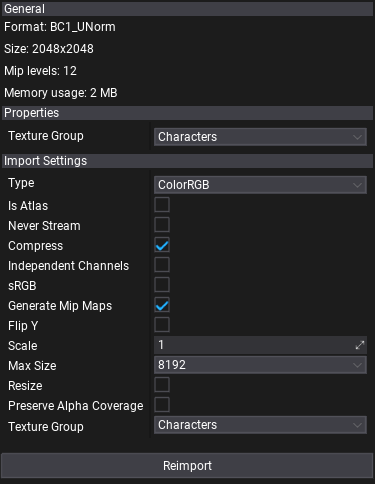 General
Format: BC1_UNorm
Size: 2048x2048
Mip levels: 12
Memory usage: 2 MB
Properties
Texture Group Characters
Import Settings
Type ColorRGB
Is Atlas
Never Stream
Compress
Independent Channels
sRGB
Generate Mip Maps
Flip Y
Scale 1
Max Size 8192
Resize
Preserve Alpha Coverage
Texture Group Characters
Reimport